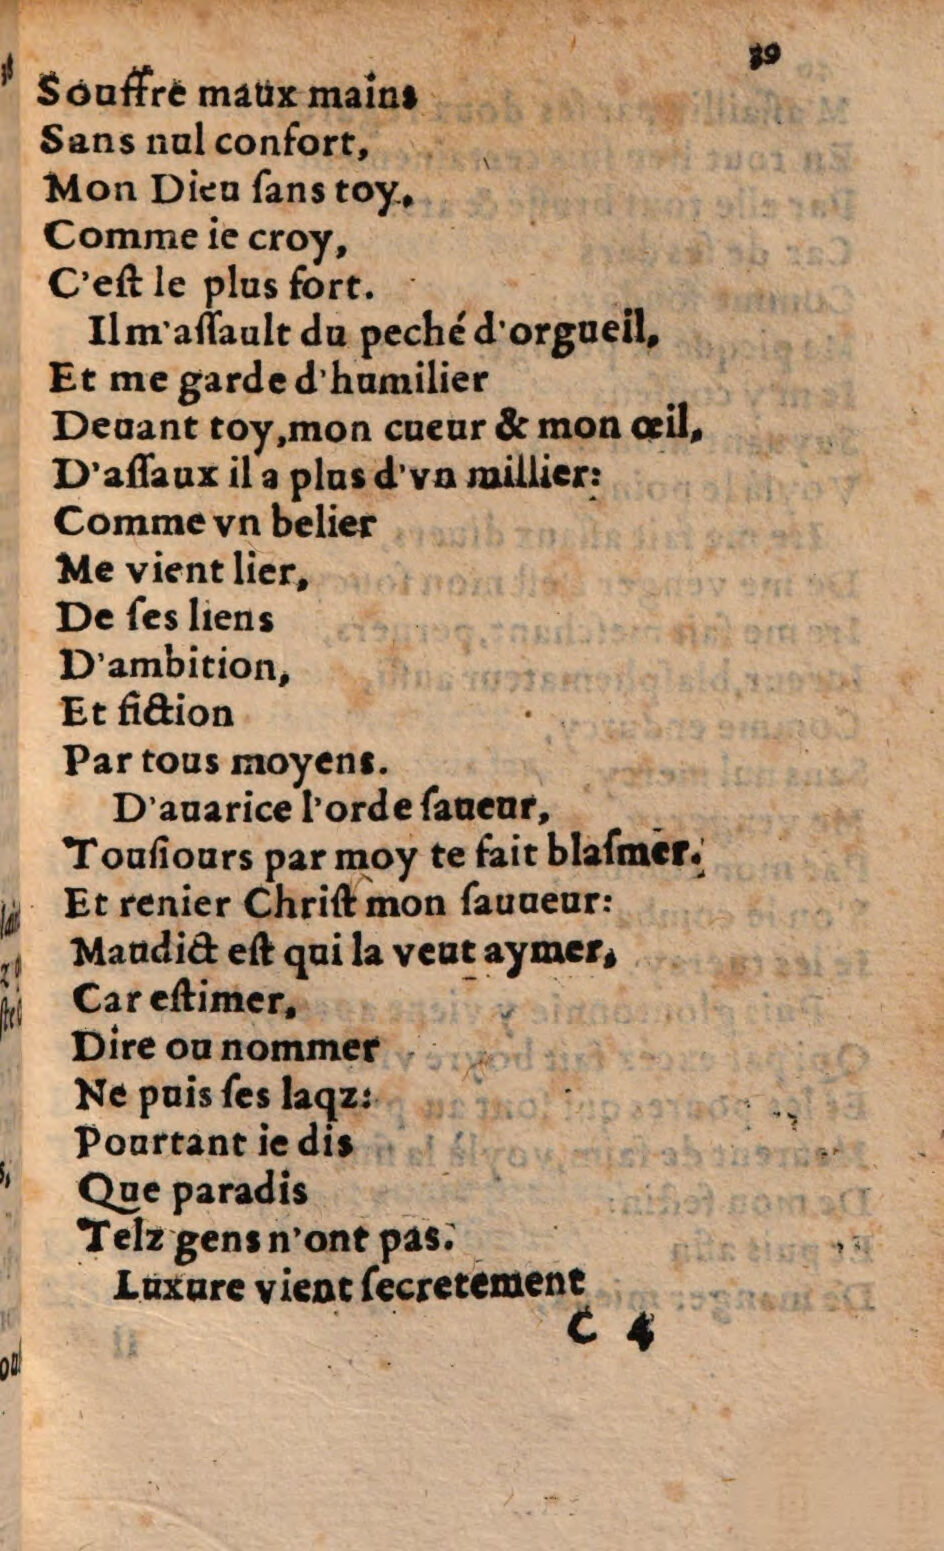 39
Souffre maux mains
Sans nul confort,
Mon Dieu ſans toy,
Comme ie croy,
C'eſt le plus fort.
Il m'aſſault du peché d'orgueil,
Et me garde d'humilier
Deuant toy, mon cueur & mon œil,
D'aſſaux il a plus d'vn millier:
Comme vn belier
Me vient lier,
De ſes liens
D'ambition,
Et fiction
Par tous moyens.
D'auarice l'orde ſaueur,
Touſiours par moy te fait blaſmer.
Et renier Chriſt mon ſauueur:
Maudict eſt qui la veut aymer,
Car eſtimer,
Dire ou nommer
Ne puis ſes laqz:
Pourtant ie dis
Que paradis
Telz gens n'ont pas.
Luxure vient ſecretement
C 4